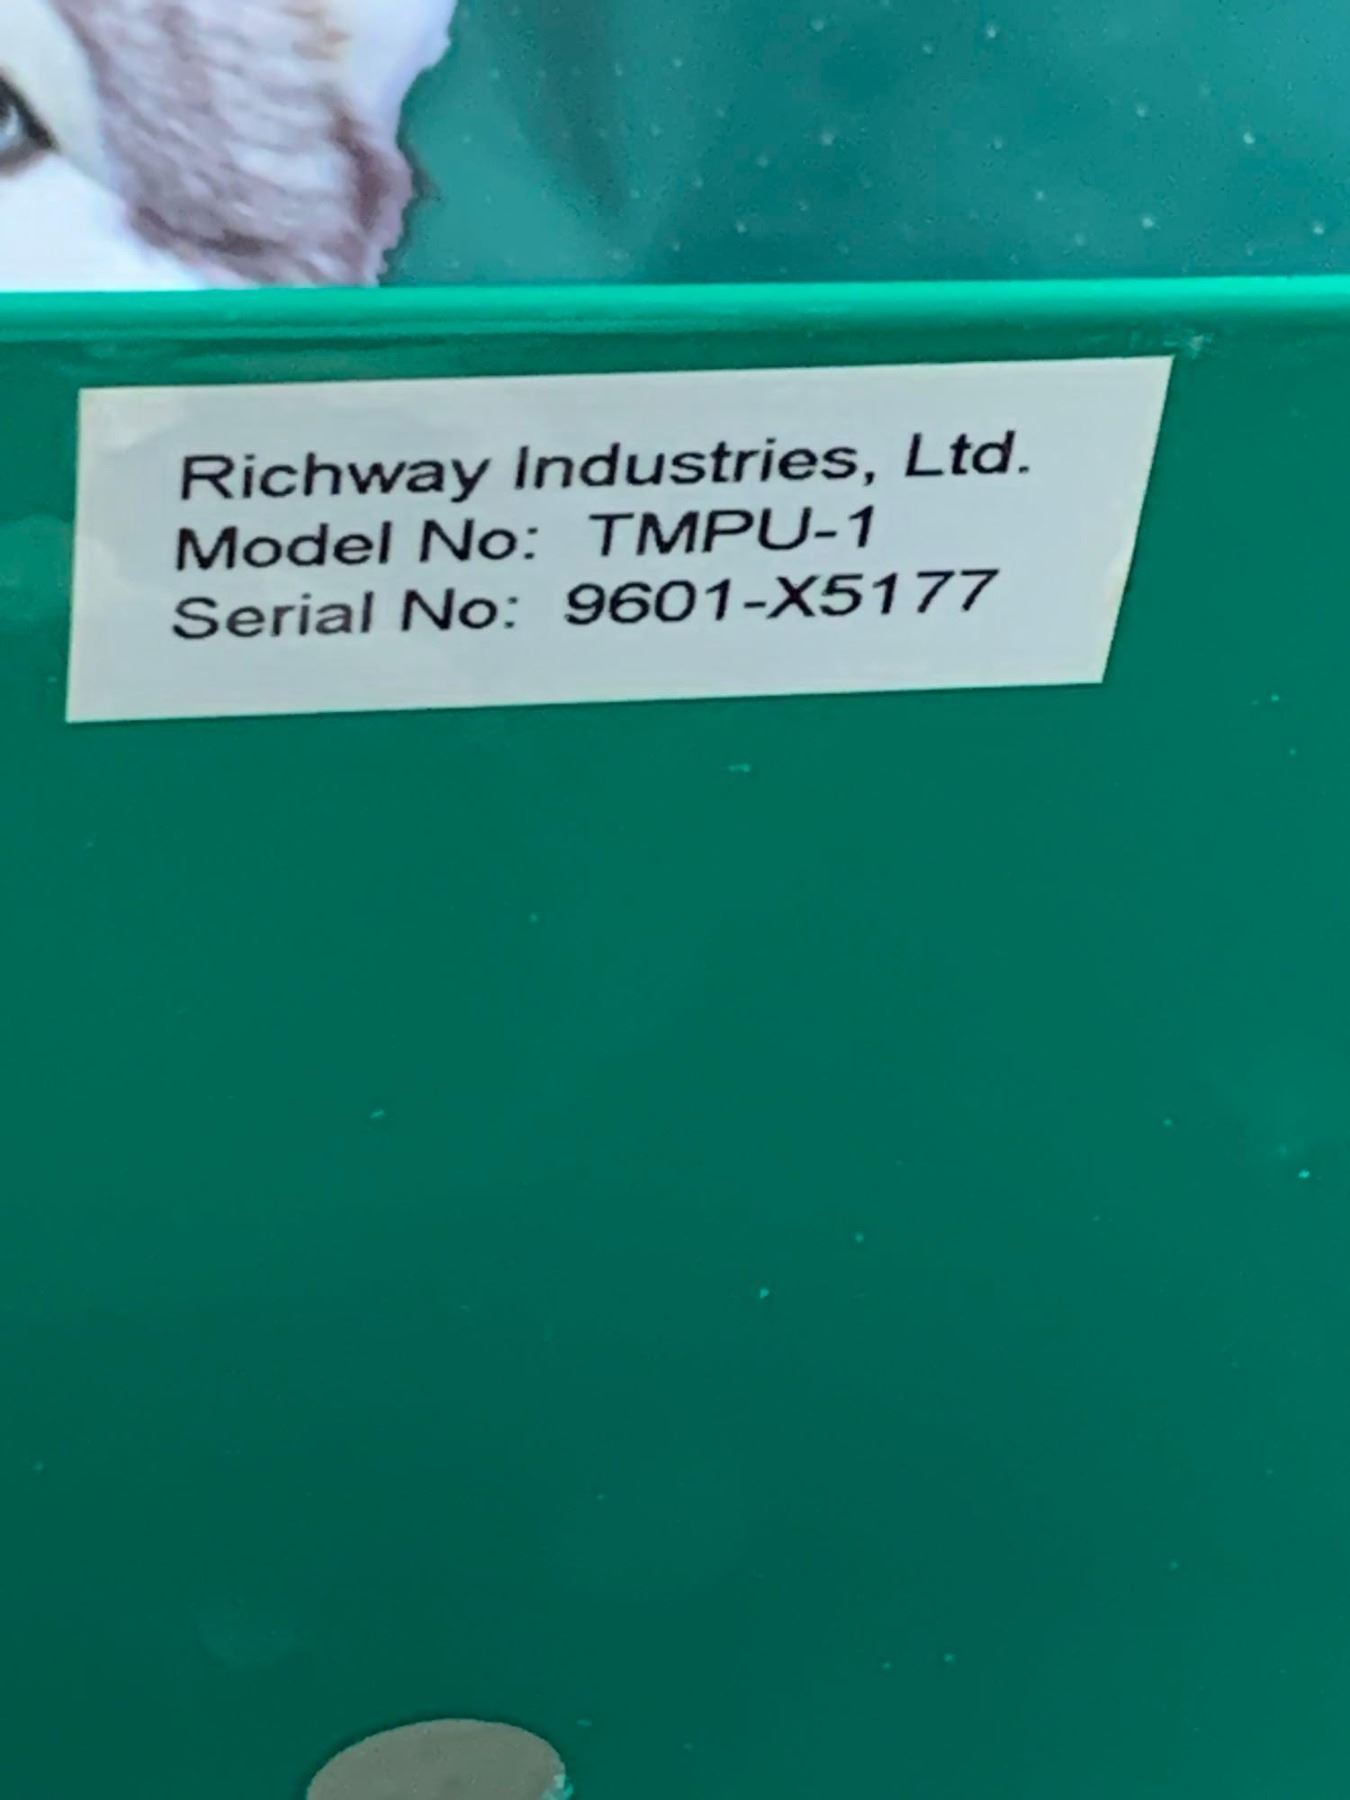 Richway Industries, Ltd.
Model No: TMPU-1
Serial No: 9601-X5177